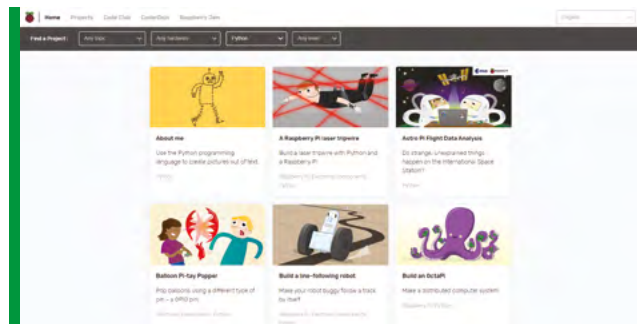 Home Projects Code Club CoderDojo Raspberry Jam
English
Find a Project: Any topic Any hardware Python Any level
About me
Use the Python programming
language to create pictures out of text.
Python
A Raspberry Pi laser tripwire
Build a laser tripwire with Python and
a Raspberry Pi
Python
Astro Pi Flight Data Analysis
Do strange, unexplained things
happen on the International Space
Station?
Python
Balloon Pi-tay Popper
Pop balloons using a different type of
pin – a GPIO pin.
Build a line-following robot
Make your robot buggy follow a track
by itself
Build an OctaPi
Make a distributed computer system